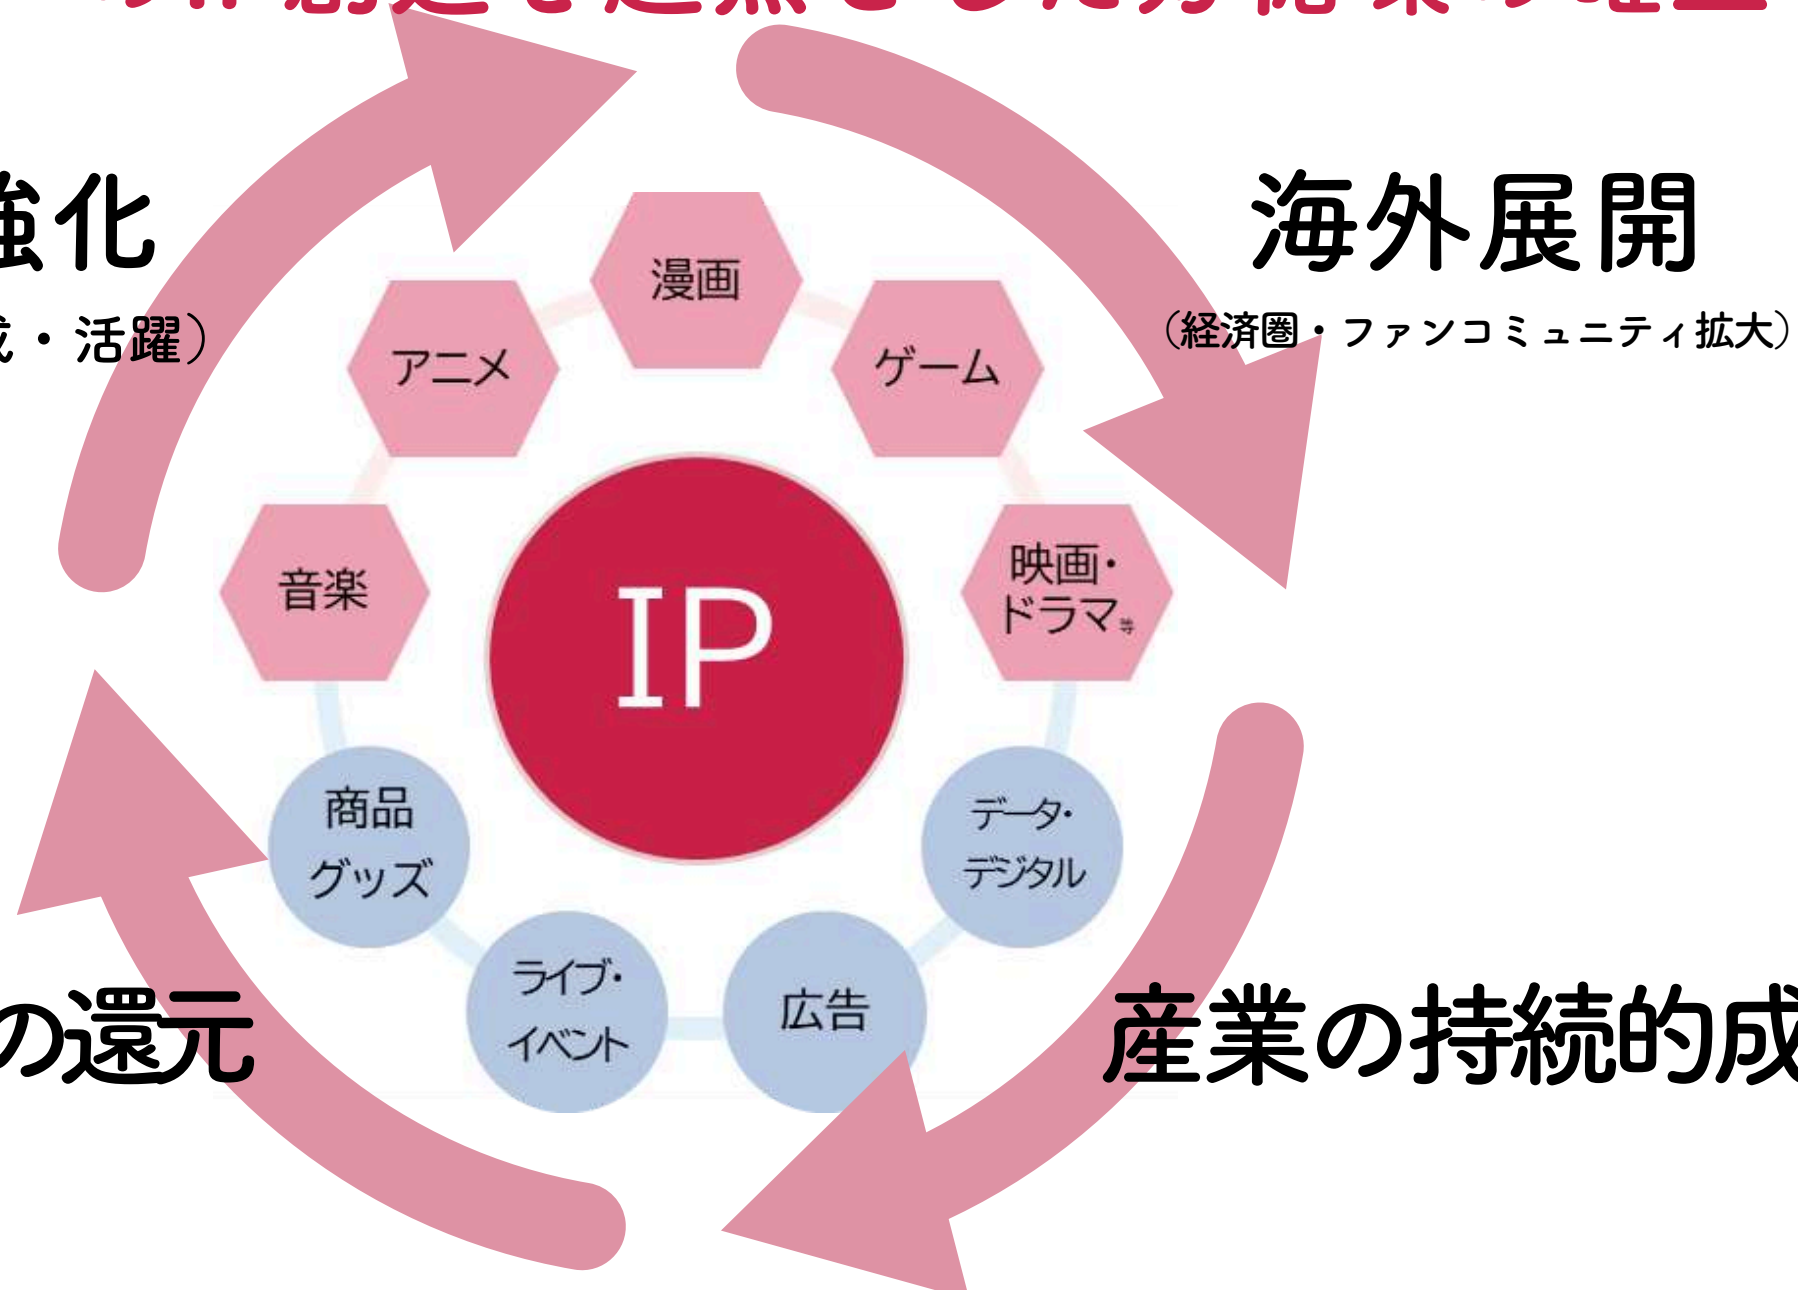 強化
・活躍）
海外展開
（経済圏・ファンコミュニティ拡大）
漫画
アニメ
ゲーム
音楽
映画・
ドラマ等
IP
商品
グッズ
データ・
デジタル
ライブ・
イベント
広告
の還元
産業の持続的成